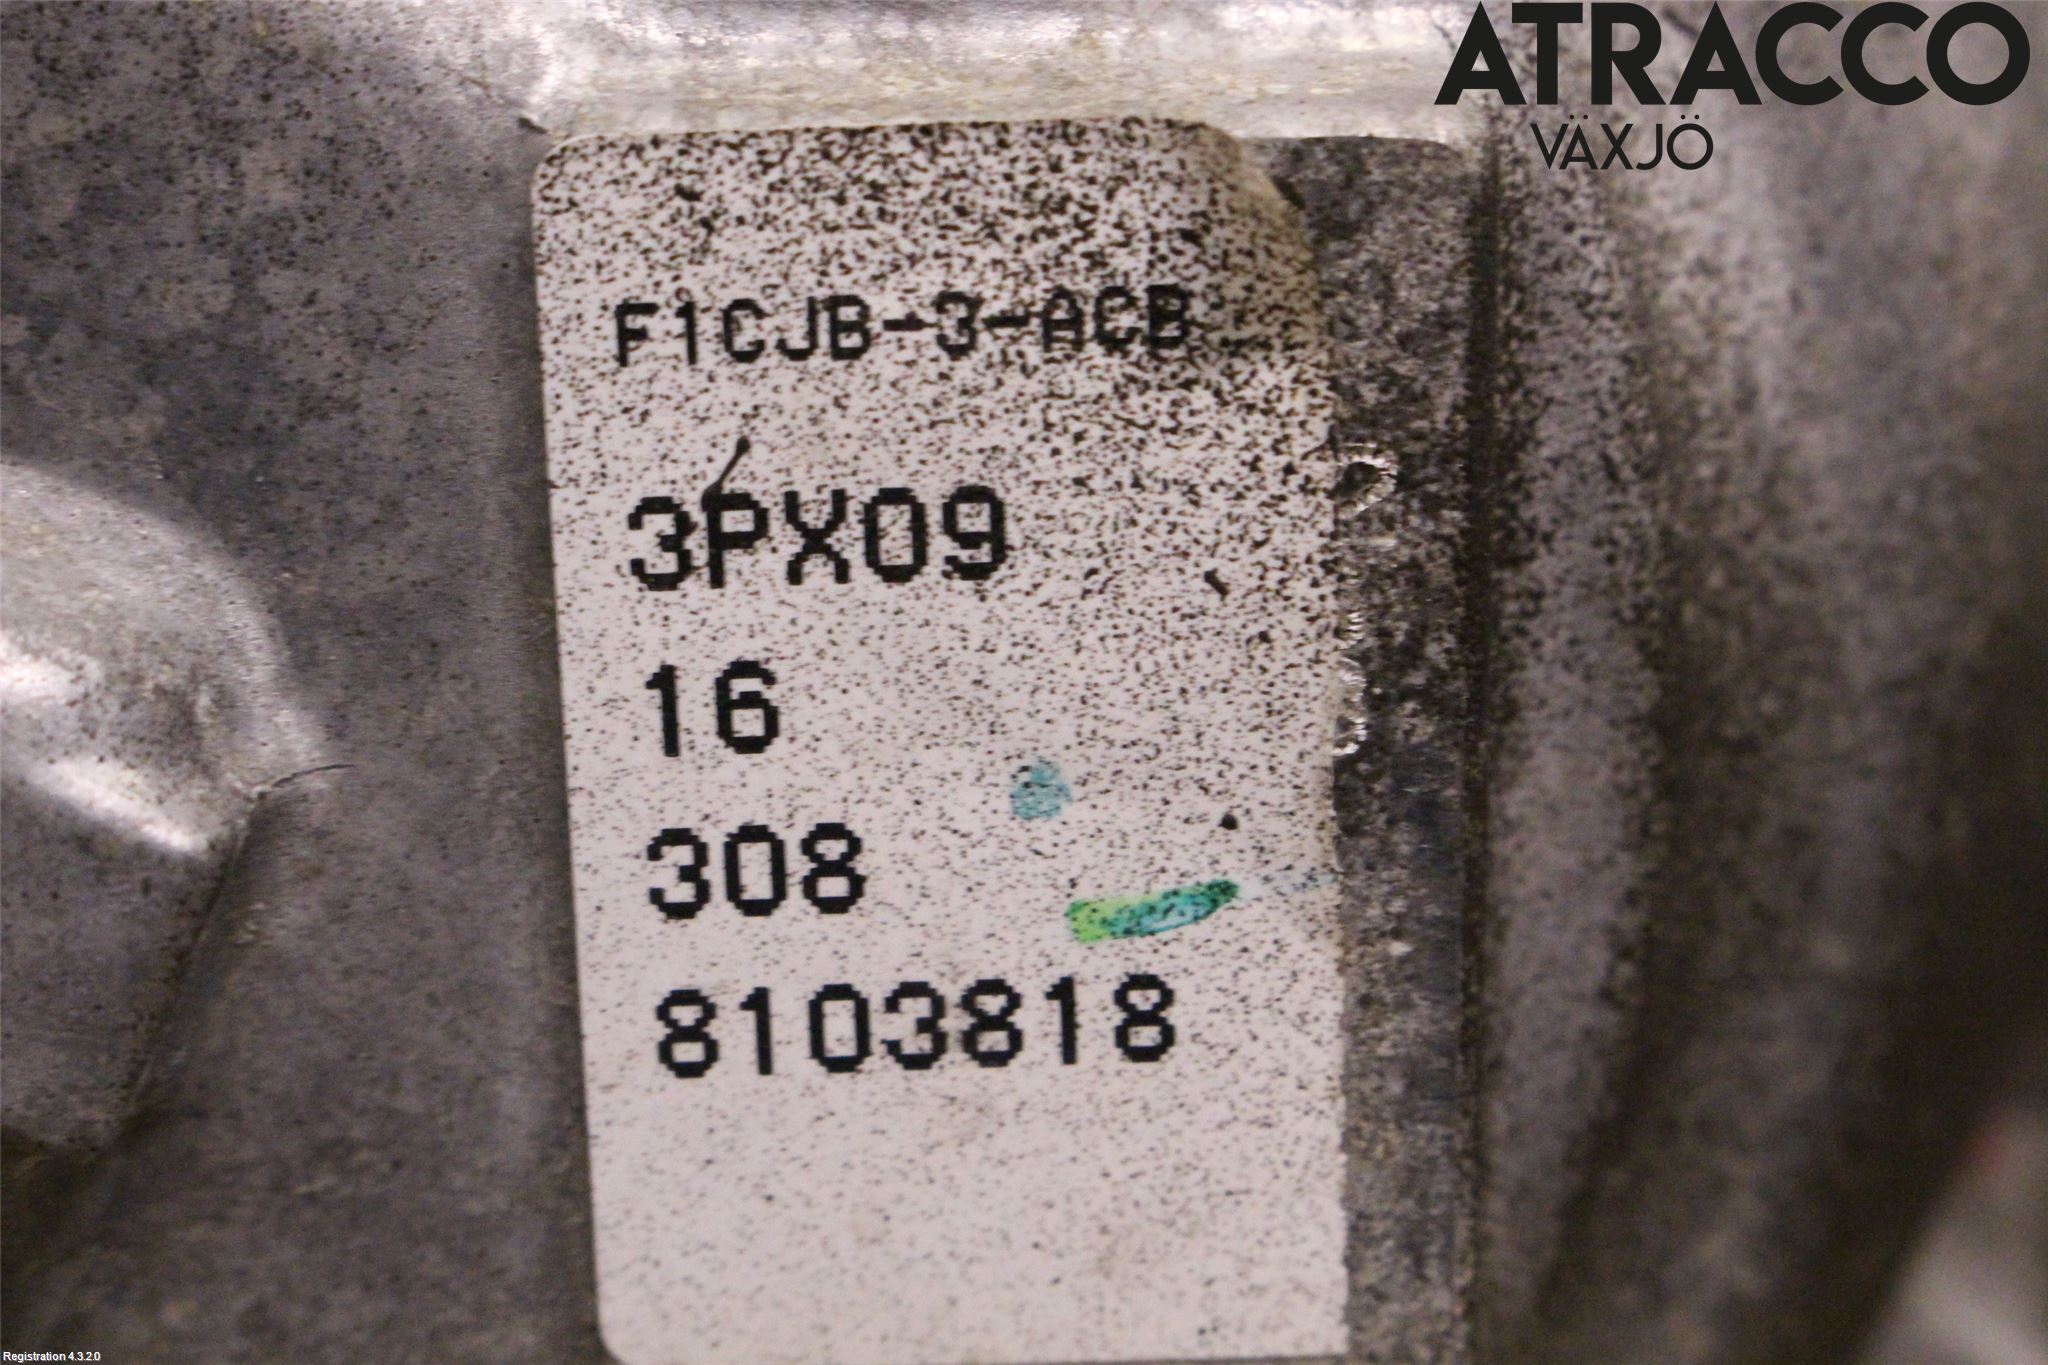 ATRACCO
VÄXJÖ
F1CJB-3-ACB
3PX09
16
308
8103818
Registration 4.3.2.0